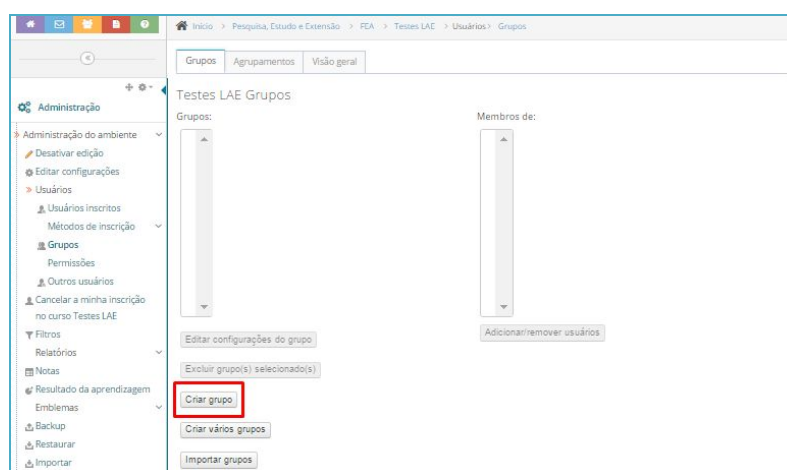 Início > Pesquisa, Estudo e Extensão > FEA > Testes LAE > Usuários > Grupos
Grupos
Agrupamentos
Visão geral
Administração
Administração do ambiente
Desativar edição
Editar configurações
Usuários
Usuários inscritos
Métodos de inscrição
Grupos
Permissões
Outros usuários
Cancelar a minha inscrição
no curso Testes LAE
Filtros
Relatórios
Notas
Resultado da aprendizagem
Emblemas
Backup
Restaurar
Importar
Testes LAE Grupos
Grupos:
Editar configurações do grupo
Excluir grupo(s) selecionado(s)
Criar grupo
Criar vários grupos
Importar grupos
Membros de:
Adicionar/remover usuários